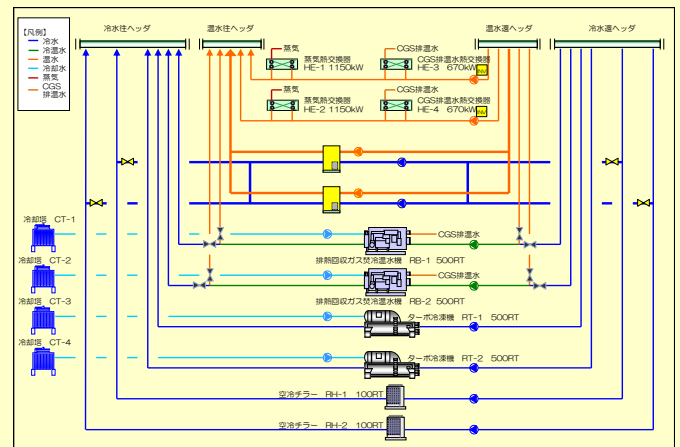 冷水往ヘッダ
温水往ヘッダ
温水還ヘッダ
冷水還ヘッダ
【凡例】
冷水
冷温水
温水
冷却水
蒸気
CGS
排温水
蒸気
蒸気熱交換器
HE-1 1150kW
CGS排温水
CGS排温水熱交換器
HE-3 670kW
INV
蒸気
蒸気熱交換器
HE-2 1150kW
CGS排温水
CGS排温水熱交換器
HE-4 670kW
INV
冷却塔 CT-1
CGS排温水
排熱回収ガス焚冷温水機 RB-1 500RT
冷却塔 CT-2
CGS排温水
排熱回収ガス焚冷温水機 RB-2 500RT
冷却塔 CT-3
ターボ冷凍機 RT-1 500RT
冷却塔 CT-4
ターボ冷凍機 RT-2 500RT
空冷チラー RH-1 100RT
空冷チラー RH-2 100RT